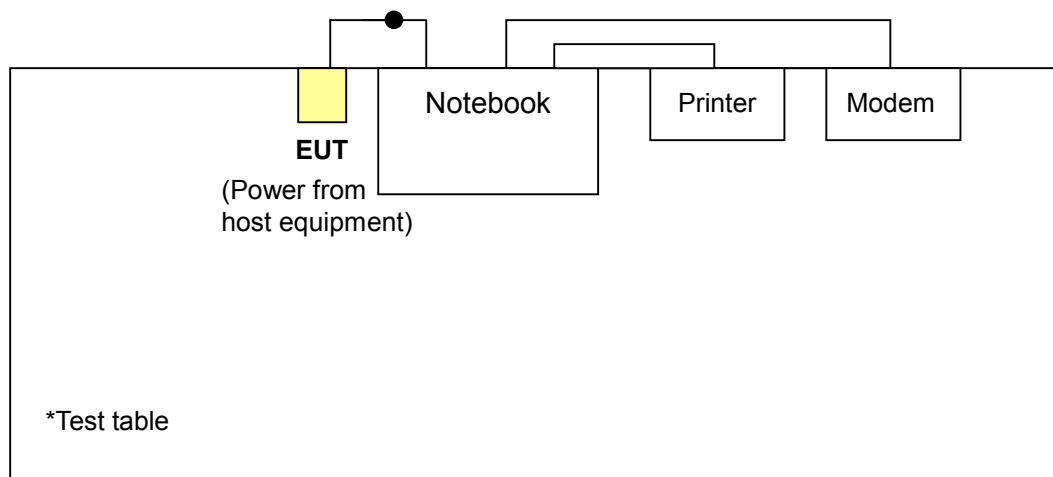 Notebook
Printer
Modem
EUT
(Power from
host equipment)
*Test table